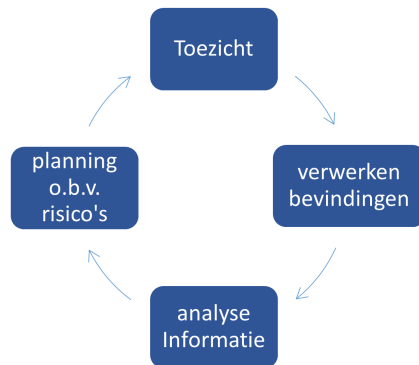 Toezicht
verwerken
bevindingen
analyse
Informatie
planning
o.b.v.
risico's